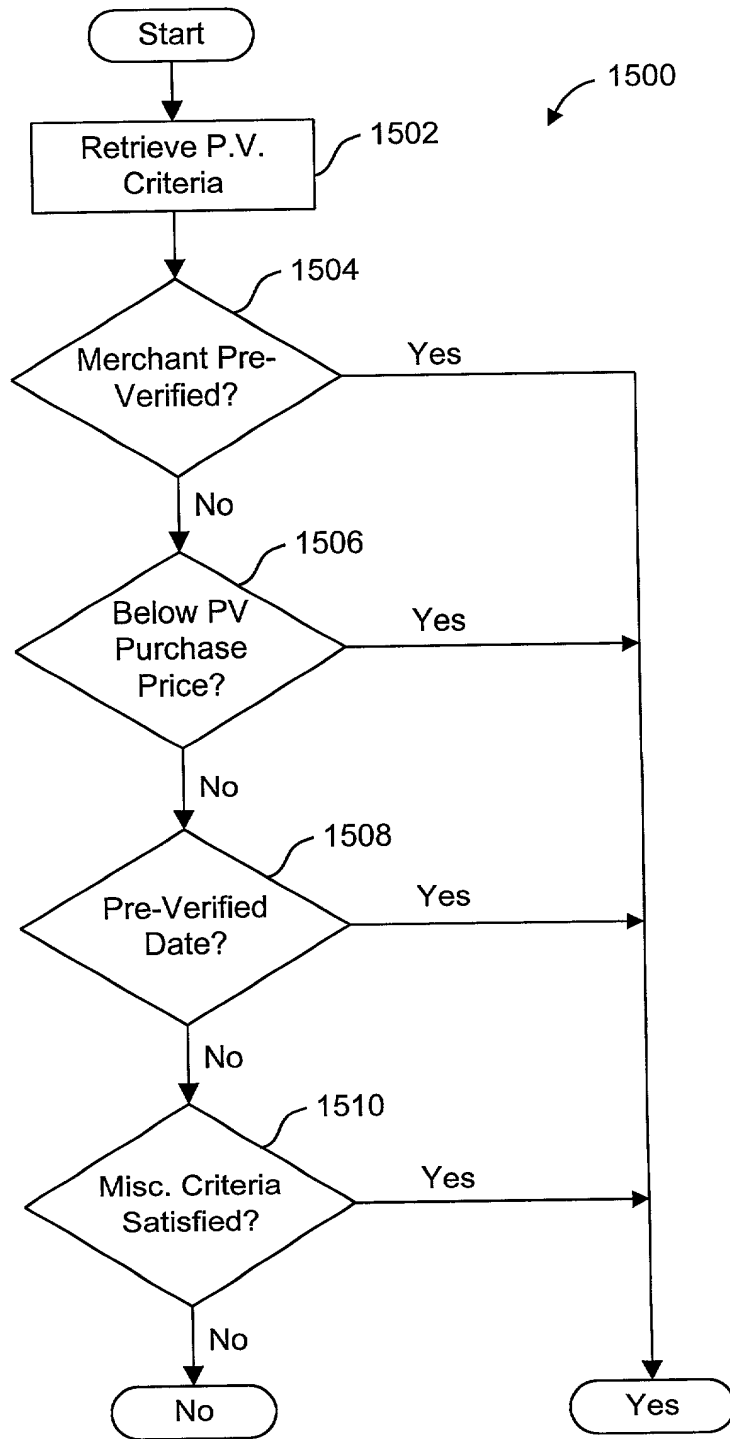 Start
1500
Retrieve P.V.
Criteria
1502
1504
Merchant Pre-
Verified?
Yes
No
1506
Below PV
Purchase
Price?
Yes
No
1508
Pre-Verified
Date?
Yes
No
1510
Misc. Criteria
Satisfied?
Yes
No
No
Yes